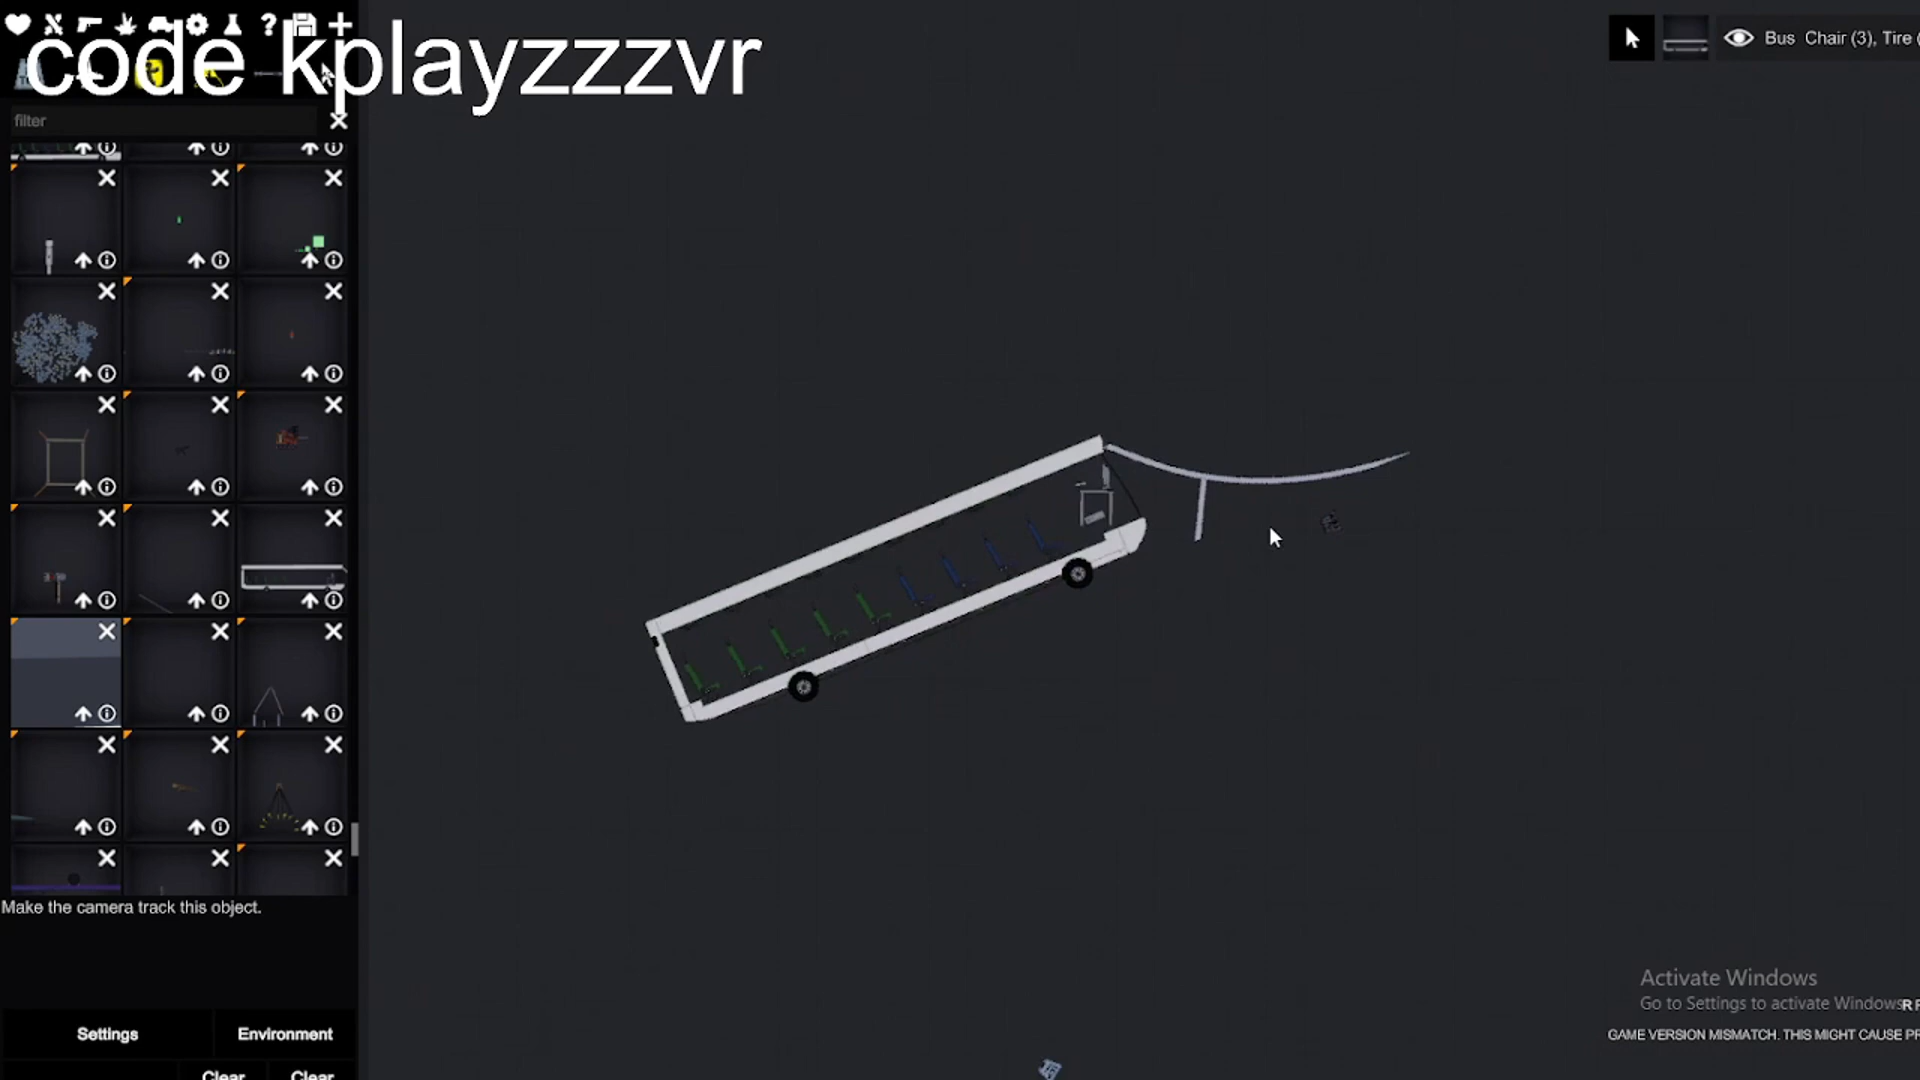 code kplayzzzvr
Bus Chair (3), Tire (
filter
Make the camera track this object.
Settings
Environment
Clear
Clear
Activate Windows
Go to Settings to activate Windows
GAME VERSION MISMATCH. THIS MIGHT CAUSE PR